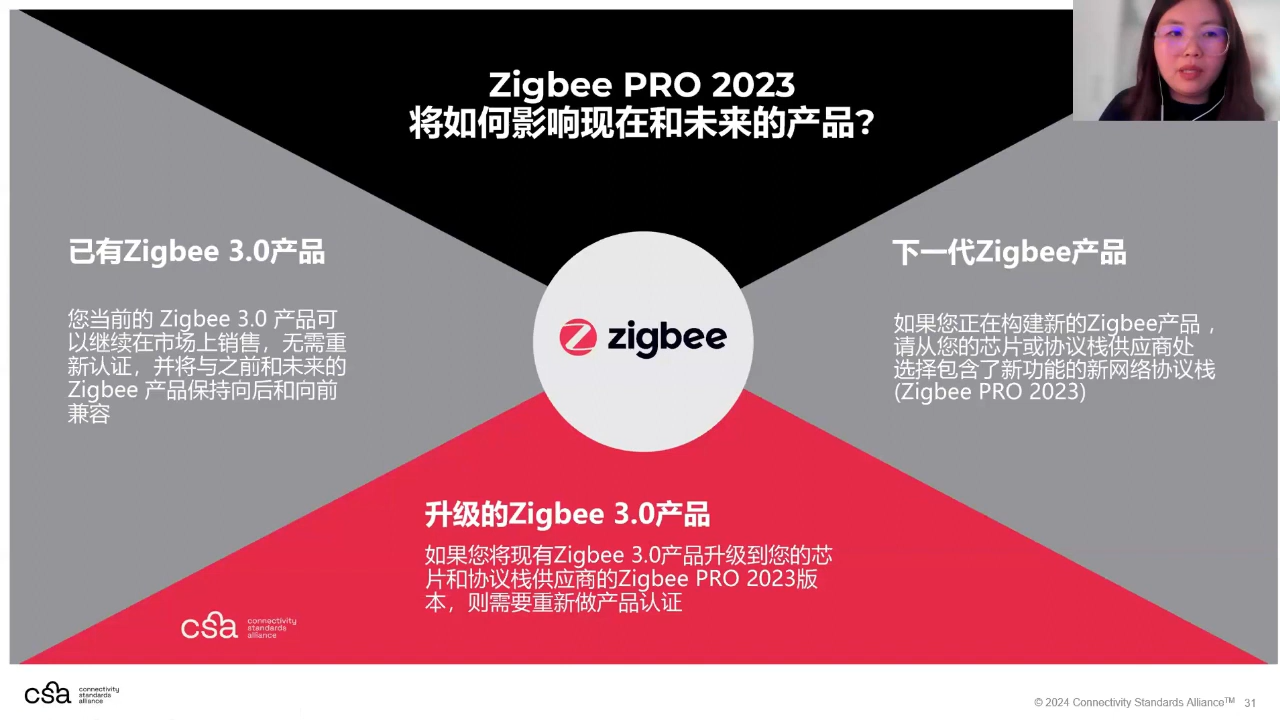 Zigbee PRO 2023
将如何影响现在和未来的产品?
已有Zigbee 3.0产品
您当前的 Zigbee 3.0 产品可
以继续在市场上销售，无需重
新认证，并将与之前和未来的
Zigbee 产品保持向后和向前
兼容
zigbee
下一代Zigbee产品
如果您正在构建新的Zigbee产品，
请从您的芯片或协议栈供应商处
选择包含了新功能的新网络协议栈
(Zigbee PRO 2023)
升级的Zigbee 3.0产品
如果您将现有Zigbee 3.0产品升级到您的芯
片和协议栈供应商的Zigbee PRO 2023版
本，则需要重新做产品认证
csa connectivity
standards
alliance
csa connectivity
standards
alliance
© 2024 Connectivity Standards Alliance™ 31